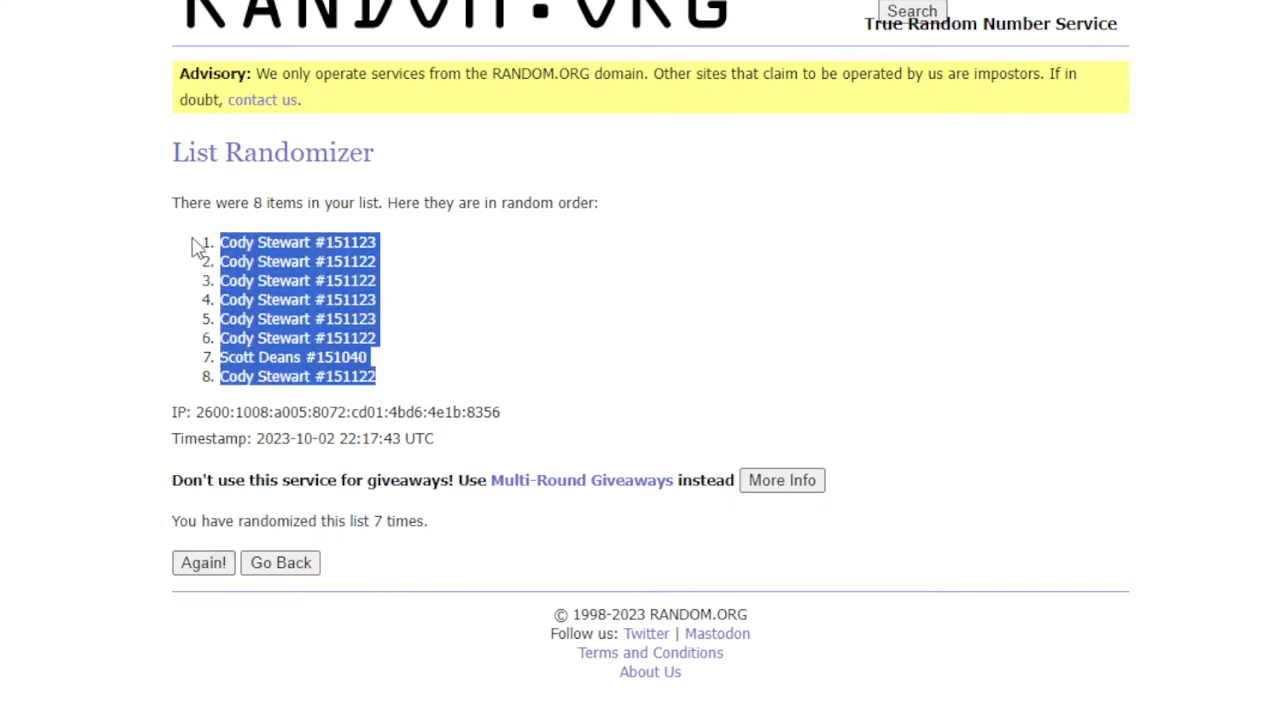 RANDOM.ORG
Search
True Random Number Service
Advisory: We only operate services from the RANDOM.ORG domain. Other sites that claim to be operated by us are impostors. If in
doubt, contact us.
List Randomizer
There were 8 items in your list. Here they are in random order:
1. Cody Stewart #151123
2. Cody Stewart #151122
3. Cody Stewart #151122
4. Cody Stewart #151123
5. Cody Stewart #151123
6. Cody Stewart #151122
7. Scott Deans #151040
8. Cody Stewart #151122
IP: 2600:1008:a005:8072:cd01:4bd6:4e1b:8356
Timestamp: 2023-10-02 22:17:43 UTC
Don't use this service for giveaways! Use Multi-Round Giveaways instead More Info
You have randomized this list 7 times.
Again! Go Back
© 1998-2023 RANDOM.ORG
Follow us: Twitter | Mastodon
Terms and Conditions
About Us